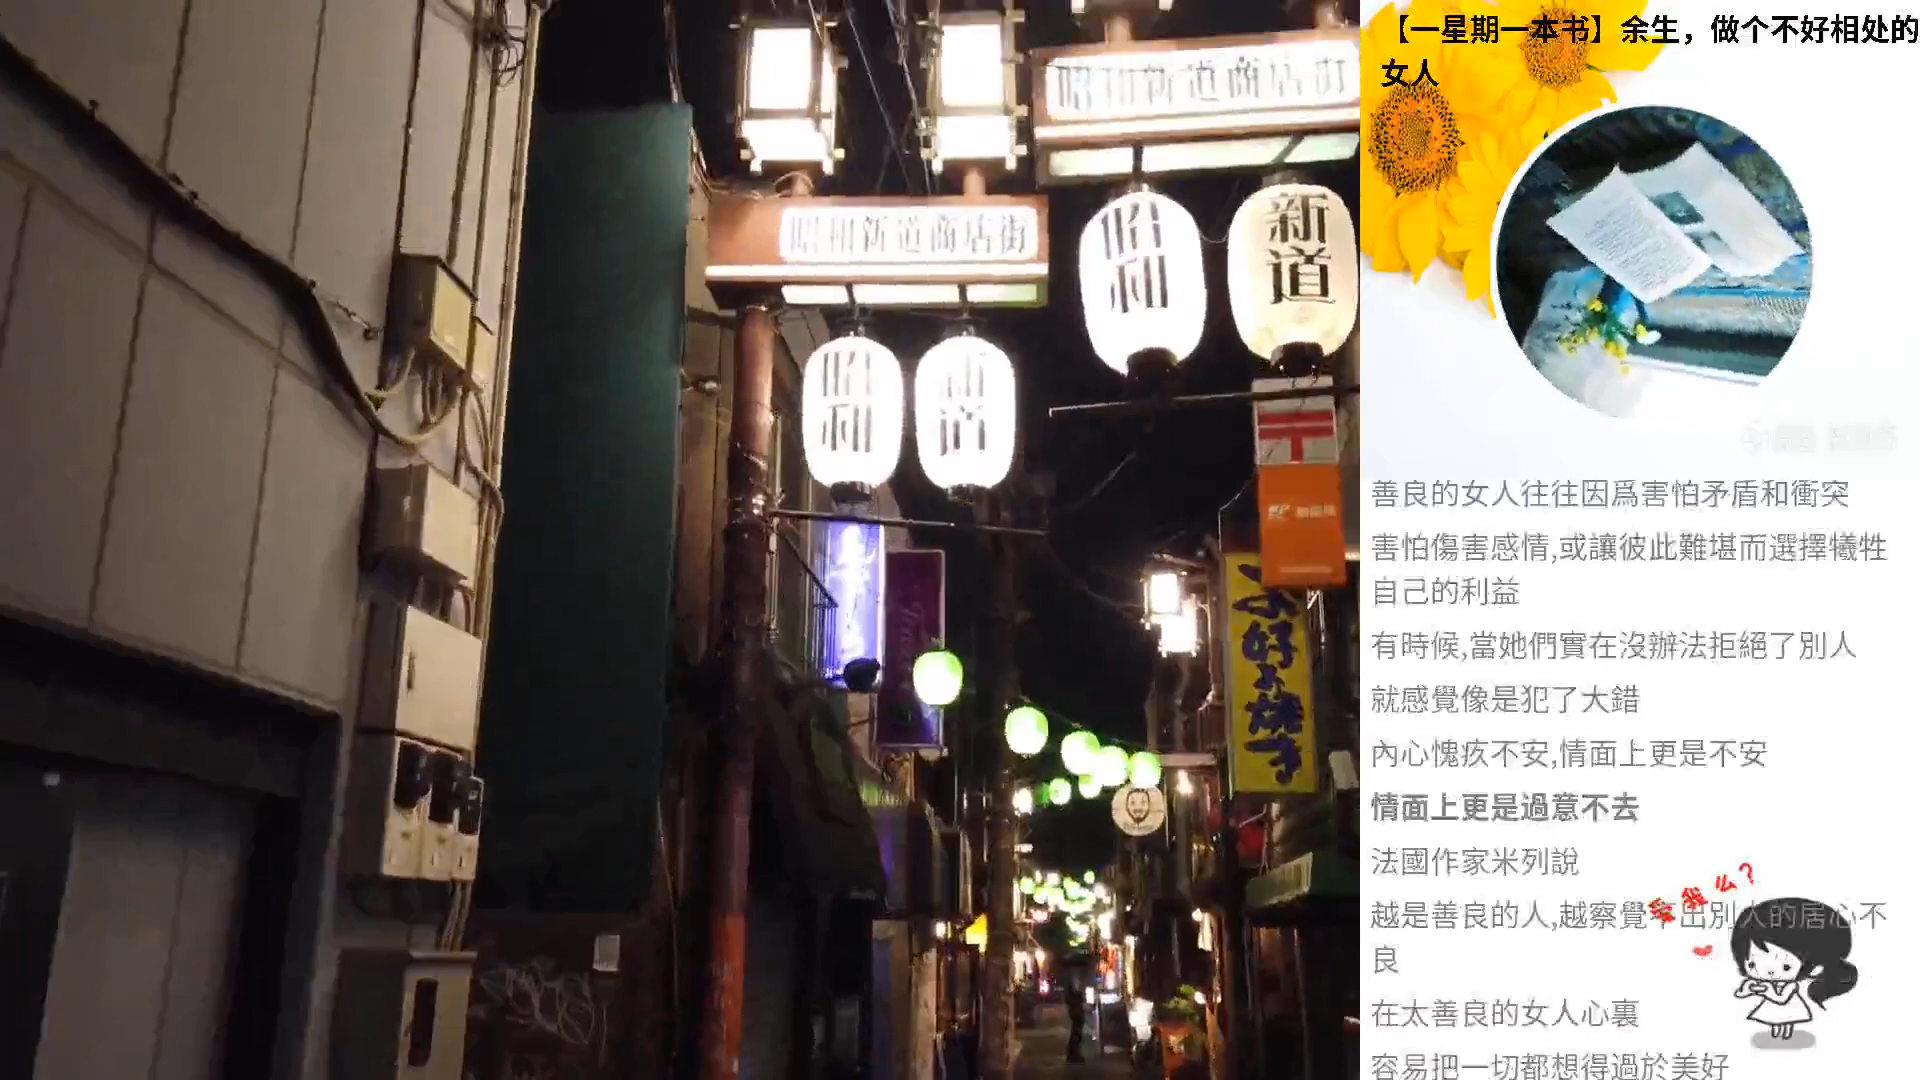 昭和新道商店街
昭和新道商店街
昭和
新道
昭和
新道
お好み焼き
【一星期一本书】余生，做个不好相处的
女人
善良的女人往往因爲害怕矛盾和衝突
害怕傷害感情,或讓彼此難堪而選擇犧牲
自己的利益
有時候,當她們實在沒辦法拒絕了別人
就感覺像是犯了大錯
內心愧疚不安,情面上更是不安
情面上更是過意不去
法國作家米列說
越是善良的人,越察覺不出別人的居心不
良
在太善良的女人心裏
容易把一切都想得過於美好
爱我么？